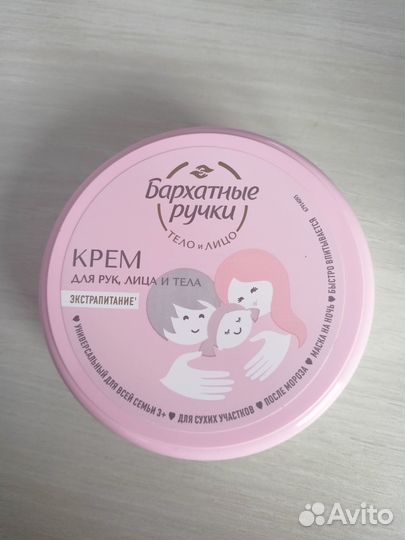 Бархатные
ручки
ТЕЛО и ЛИЦО
КРЕМ
ДЛЯ РУК, ЛИЦА И ТЕЛА
ЭКСТРАПИТАНИЕ¹
♥ УНИВЕРСАЛЬНЫЙ ДЛЯ ВСЕЙ СЕМЬИ 3+ ♥ ДЛЯ СУХИХ УЧАСТКОВ ♥ ПОСЛЕ МОРОЗА ♥ МАСКА НА НОЧЬ ♥ БЫСТРО ВПИТЫВАЕТСЯ
Avito